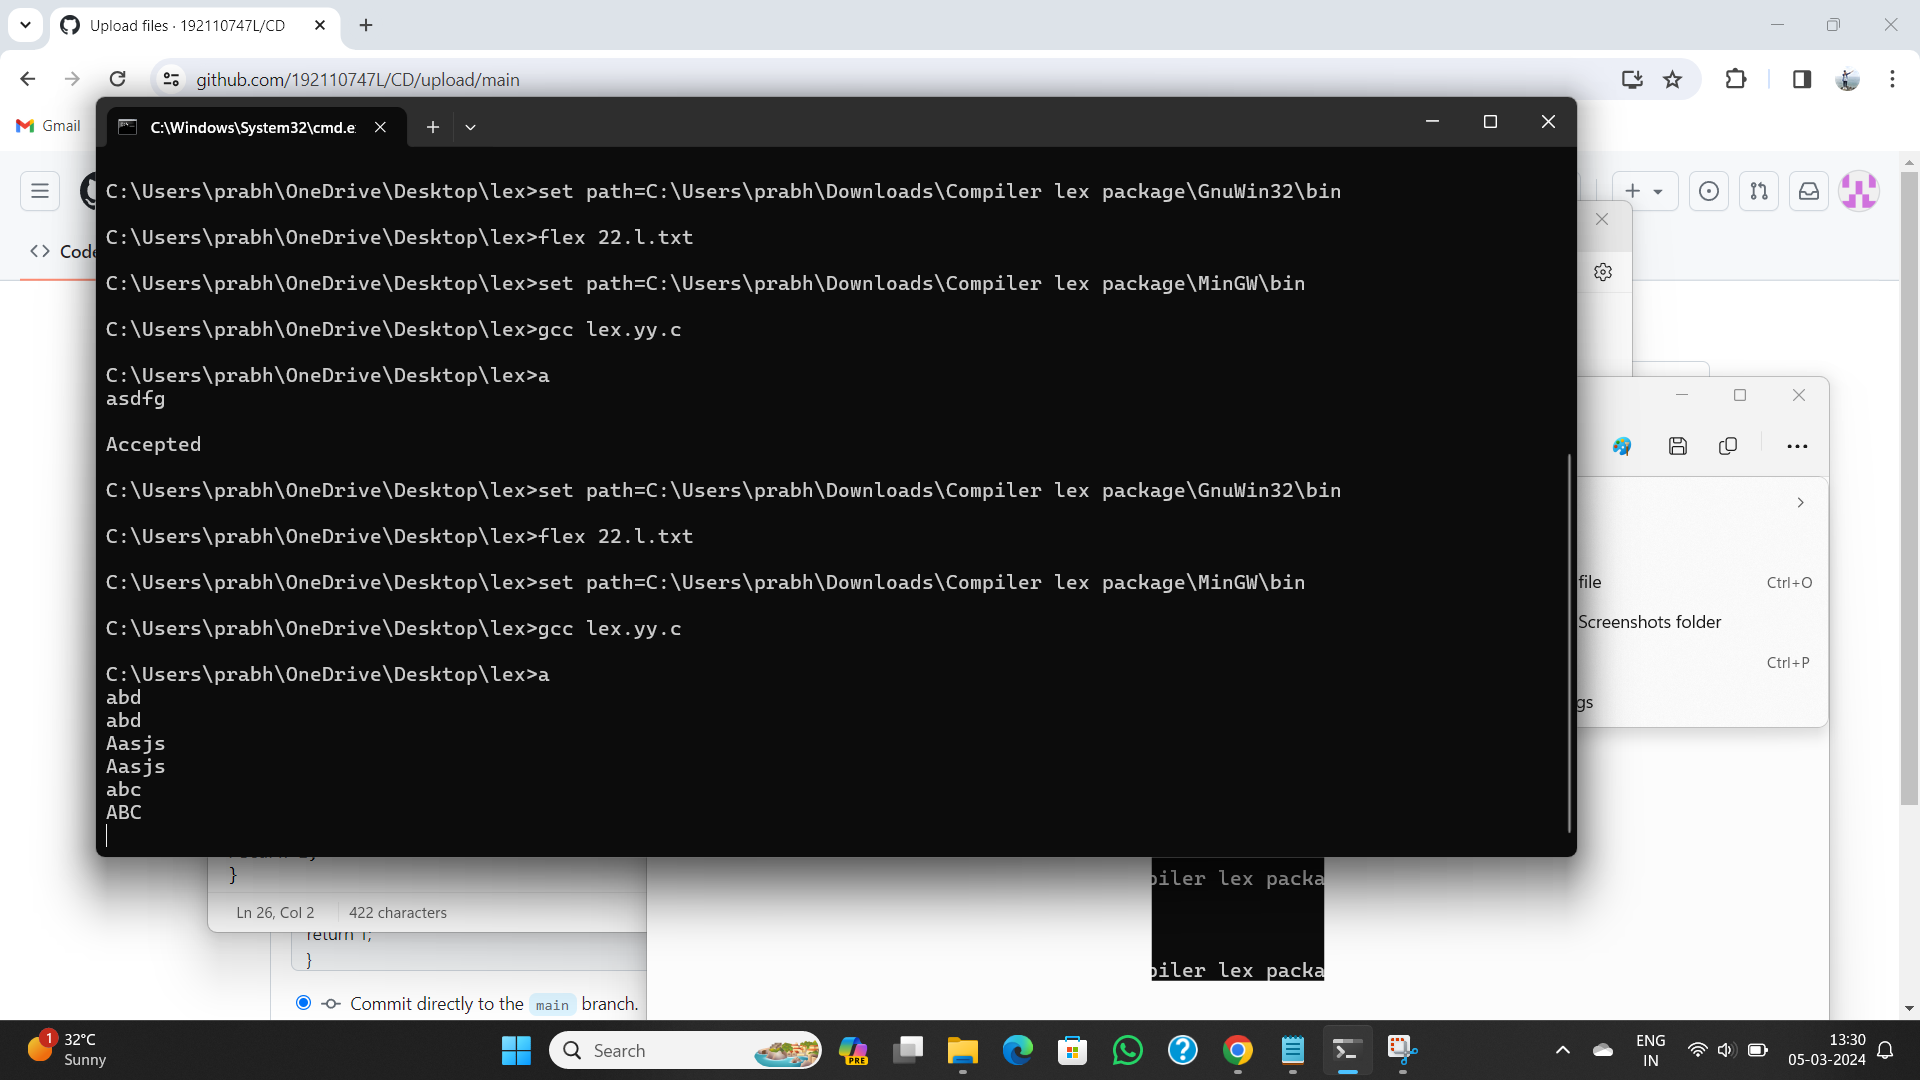 Upload files · 192110747L/CD
github.com/192110747L/CD/upload/main
Gmail
C:\Windows\System32\cmd.e
Code
C:\Users\prabh\OneDrive\Desktop\lex>set path=C:\Users\prabh\Downloads\Compiler lex package\GnuWin32\bin
C:\Users\prabh\OneDrive\Desktop\lex>flex 22.l.txt
C:\Users\prabh\OneDrive\Desktop\lex>set path=C:\Users\prabh\Downloads\Compiler lex package\MinGW\bin
C:\Users\prabh\OneDrive\Desktop\lex>gcc lex.yy.c
C:\Users\prabh\OneDrive\Desktop\lex>a
asdfg
Accepted
C:\Users\prabh\OneDrive\Desktop\lex>set path=C:\Users\prabh\Downloads\Compiler lex package\GnuWin32\bin
C:\Users\prabh\OneDrive\Desktop\lex>flex 22.l.txt
C:\Users\prabh\OneDrive\Desktop\lex>set path=C:\Users\prabh\Downloads\Compiler lex package\MinGW\bin
C:\Users\prabh\OneDrive\Desktop\lex>gcc lex.yy.c
C:\Users\prabh\OneDrive\Desktop\lex>a
abd
abd
Aasjs
Aasjs
abc
ABC
file Ctrl+O
Screenshots folder
Ctrl+P
gs
}
Ln 26, Col 2 422 characters
return 1;
}
piler lex packa
piler lex packa
Commit directly to the main branch.
1
32°C
Sunny
Search
PRE
ENG
IN
13:30
05-03-2024